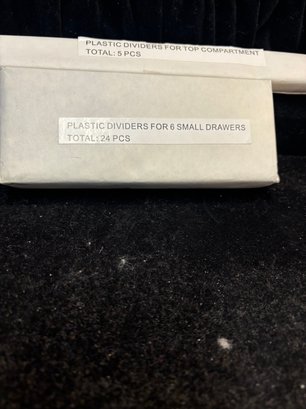 PLASTIC DIVIDERS FOR TOP COMPARTMENT
TOTAL: 5 PCS
PLASTIC DIVIDERS FOR 6 SMALL DRAWERS
TOTAL: 24 PCS